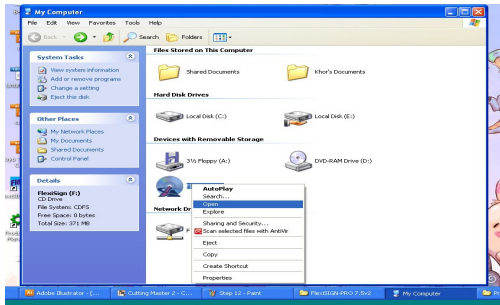 My Computer
File Edit View Favorites Tools Help
Back Search Folders
System Tasks
View system information
Add or remove programs
Change a setting
Eject this disk
Other Places
My Network Places
My Documents
Shared Documents
Control Panel
Details
FlexiSign (F:)
CD Drive
File System: CDFS
Free Space: 0 bytes
Total Size: 371 MB
Files Stored on This Computer
Shared Documents Khor's Documents
Hard Disk Drives
Local Disk (C:) Local Disk (E:)
Devices with Removable Storage
3½ Floppy (A:) DVD-RAM Drive (D:)
Network Dr
AutoPlay
Search...
Open
Explore
Sharing and Security...
Scan selected files with AntiVir
Eject
Copy
Create Shortcut
Properties
Adobe Illustrator - [... Cutting Master 2 - C... Step 12 - Paint FlexiSIGN-PRO 7.5v2 My Computer